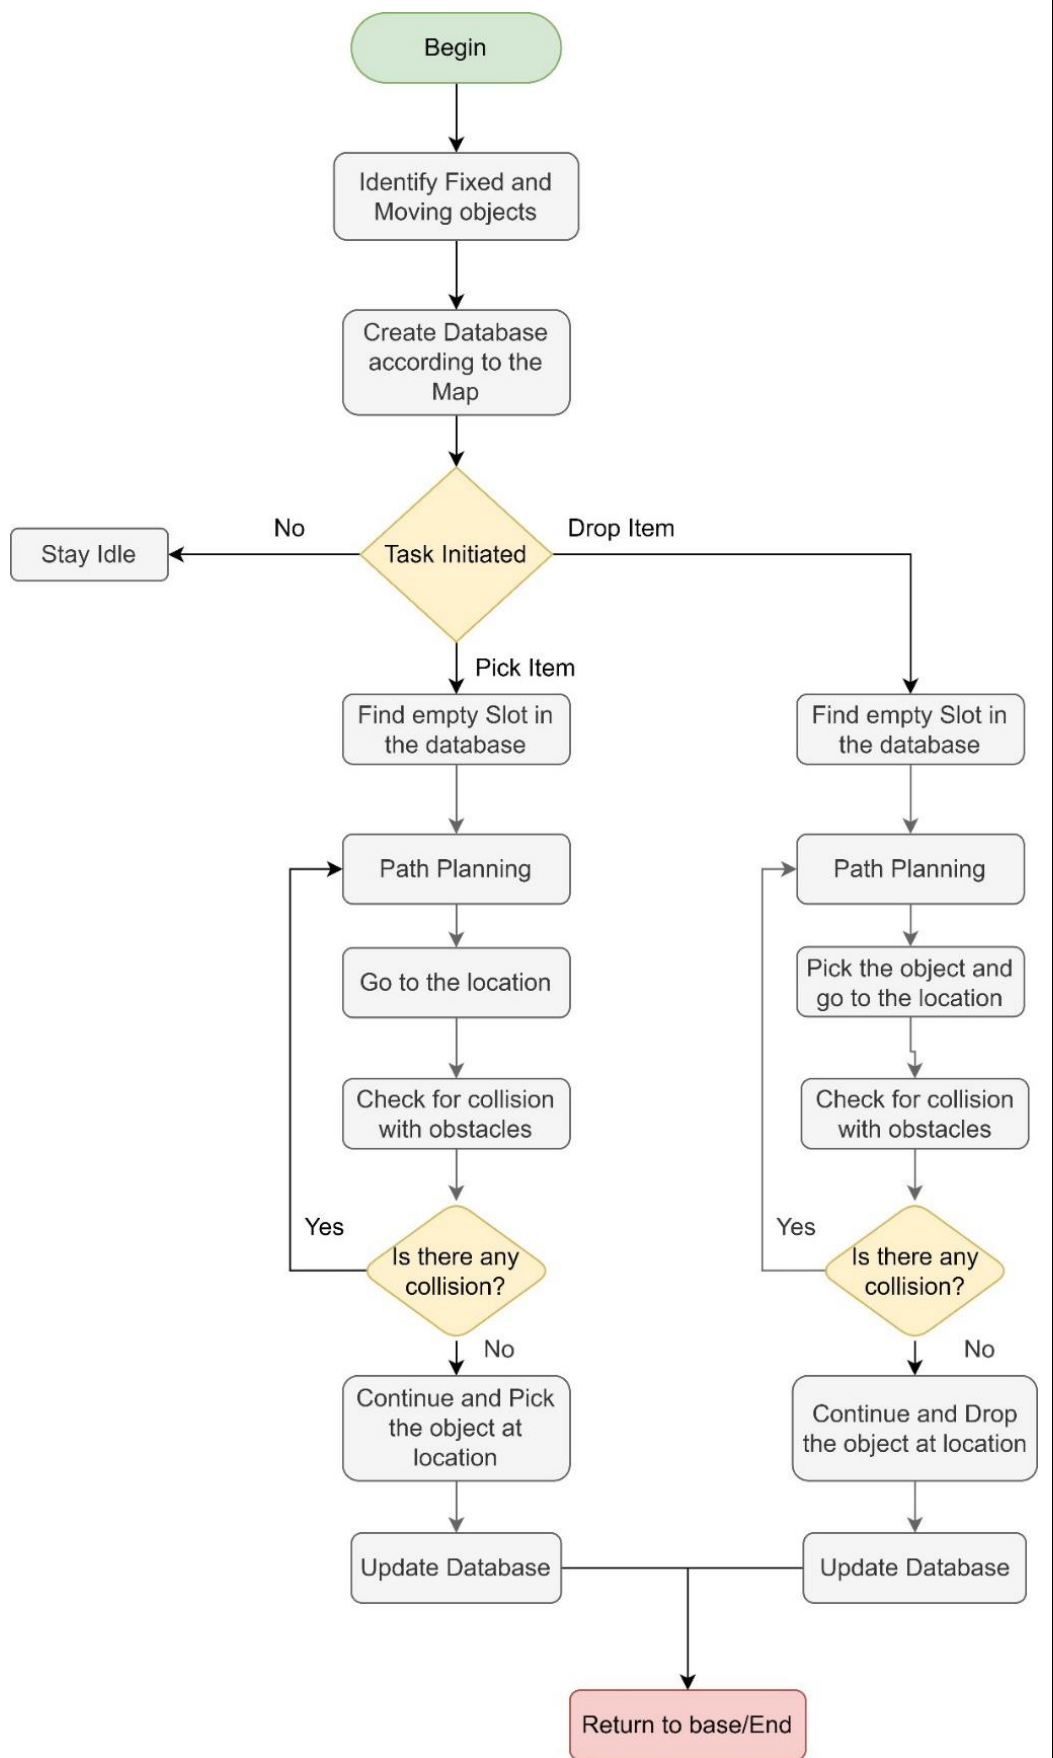 Begin
Identify Fixed and
Moving objects
Create Database
according to the
Map
No
Drop Item
Stay Idle
Task Initiated
Pick Item
Find empty Slot in
the database
Find empty Slot in
the database
Path Planning
Path Planning
Go to the location
Pick the object and
go to the location
Check for collision
with obstacles
Check for collision
with obstacles
Yes
Yes
Is there any
collision?
Is there any
collision?
No
No
Continue and Pick
the object at
location
Continue and Drop
the object at location
Update Database
Update Database
Return to base/End